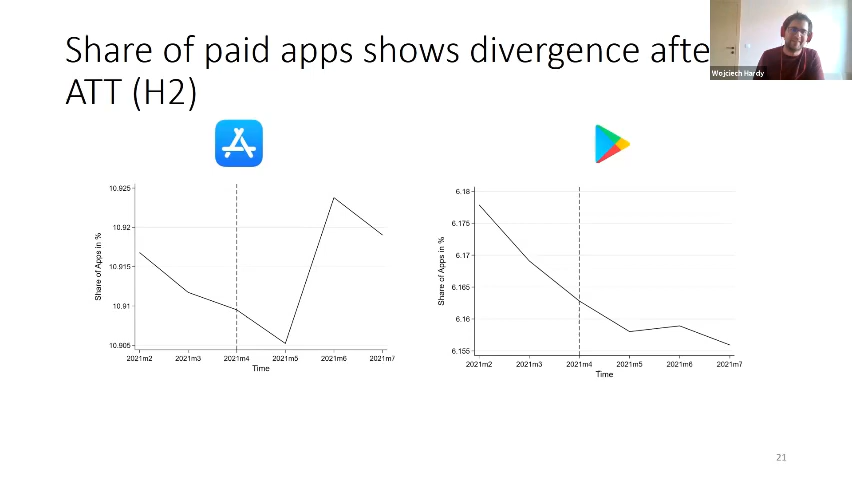 Share of paid apps shows divergence afte
ATT (H2)
Wojciech Hardy
10.925
10.92
10.915
10.91
10.905
Share of Apps in %
2021m2 2021m3 2021m4 2021m5 2021m6 2021m7
Time
6.18
6.175
6.17
6.165
6.16
6.155
Share of Apps in %
2021m2 2021m3 2021m4 2021m5 2021m6 2021m7
Time
21